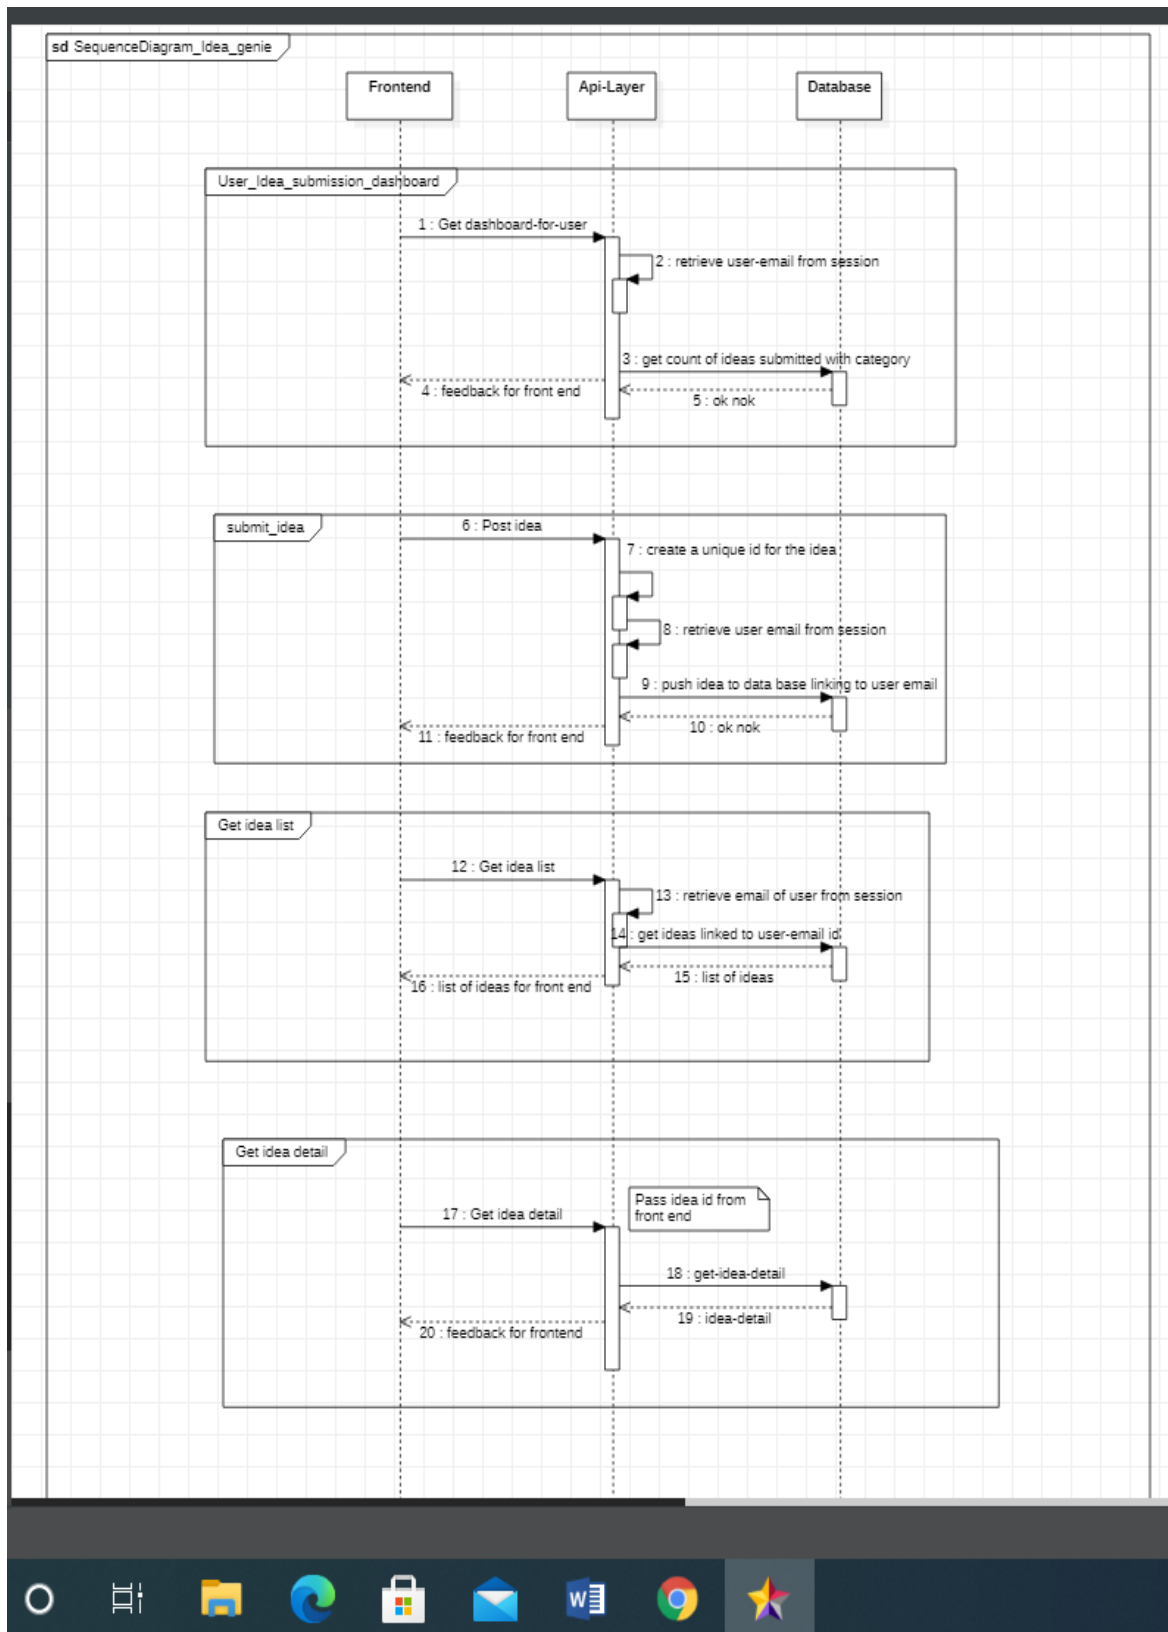 sd SequenceDiagram_Idea_genie
Frontend
Api-Layer
Database
User_Idea_submission_dashboard
1 : Get dashboard-for-user
2 : retrieve user-email from session
3 : get count of ideas submitted with category
4 : feedback for front end
5 : ok nok
submit_idea
6 : Post idea
7 : create a unique id for the idea
8 : retrieve user email from session
9 : push idea to data base linking to user email
10 : ok nok
11 : feedback for front end
Get idea list
12 : Get idea list
13 : retrieve email of user from session
14 : get ideas linked to user-email id
15 : list of ideas
16 : list of ideas for front end
Get idea detail
Pass idea id from
front end
17 : Get idea detail
18 : get-idea-detail
19 : idea-detail
20 : feedback for frontend
W